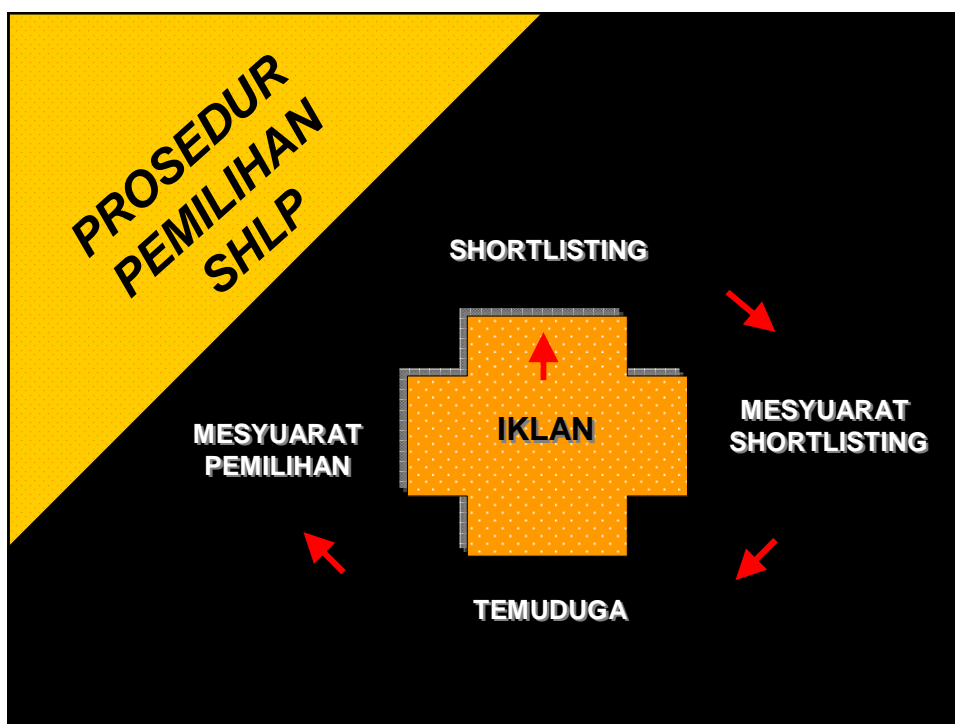 PROSEDUR
PEMILIHAN
SHLP
SHORTLISTING
IKLAN
MESYUARAT
SHORTLISTING
MESYUARAT
PEMILIHAN
TEMUDUGA